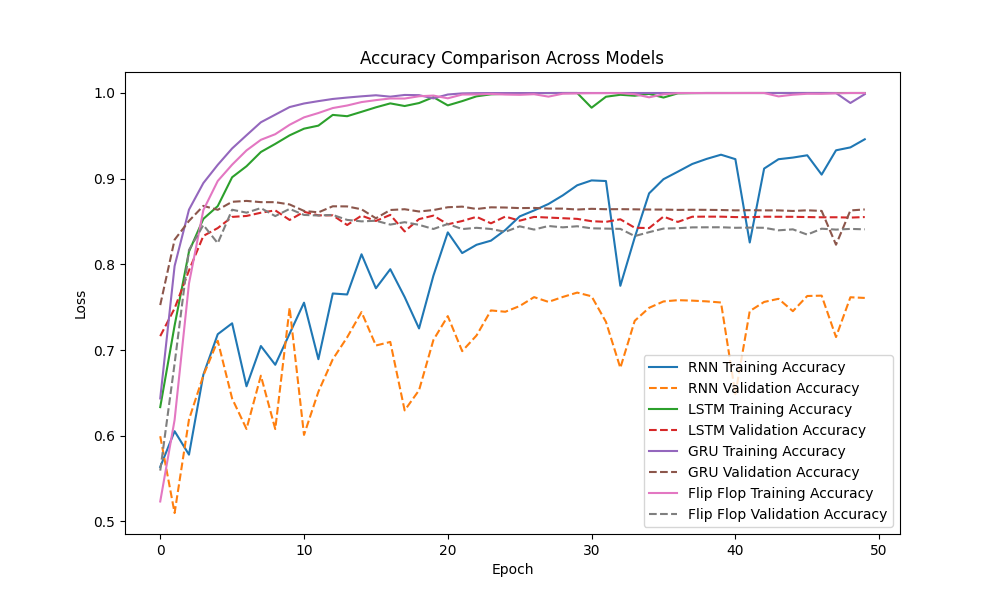 Accuracy Comparison Across Models
Loss
1.0
0.9
0.8
0.7
0.6
0.5
0
10
20
30
40
50
Epoch
RNN Training Accuracy
RNN Validation Accuracy
LSTM Training Accuracy
LSTM Validation Accuracy
GRU Training Accuracy
GRU Validation Accuracy
Flip Flop Training Accuracy
Flip Flop Validation Accuracy